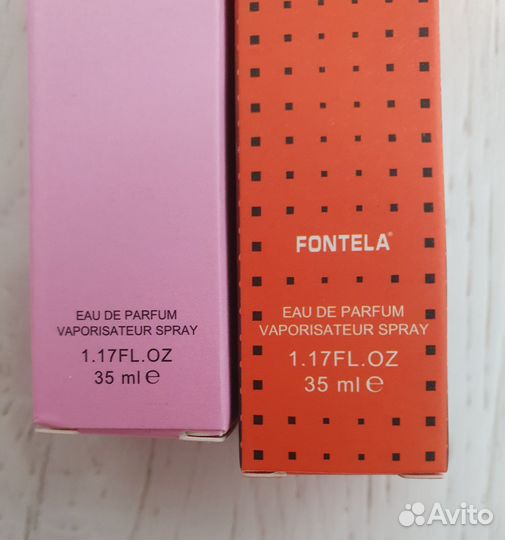 EAU DE PARFUM
VAPORISATEUR SPRAY
1.17FL.OZ
35 ml ℮
FONTELA®
EAU DE PARFUM
VAPORISATEUR SPRAY
1.17FL.OZ
35 ml ℮
Avito